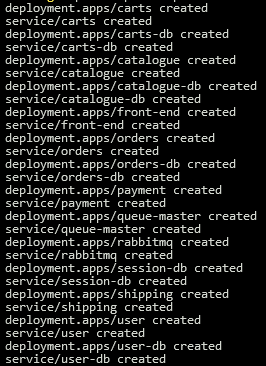 deployment.apps/carts created
service/carts created
deployment.apps/carts-db created
service/carts-db created
deployment.apps/catalogue created
service/catalogue created
deployment.apps/catalogue-db created
service/catalogue-db created
deployment.apps/front-end created
service/front-end created
deployment.apps/orders created
service/orders created
deployment.apps/orders-db created
service/orders-db created
deployment.apps/payment created
service/payment created
deployment.apps/queue-master created
service/queue-master created
deployment.apps/rabbitmq created
service/rabbitmq created
deployment.apps/session-db created
service/session-db created
deployment.apps/shipping created
service/shipping created
deployment.apps/user created
service/user created
deployment.apps/user-db created
service/user-db created